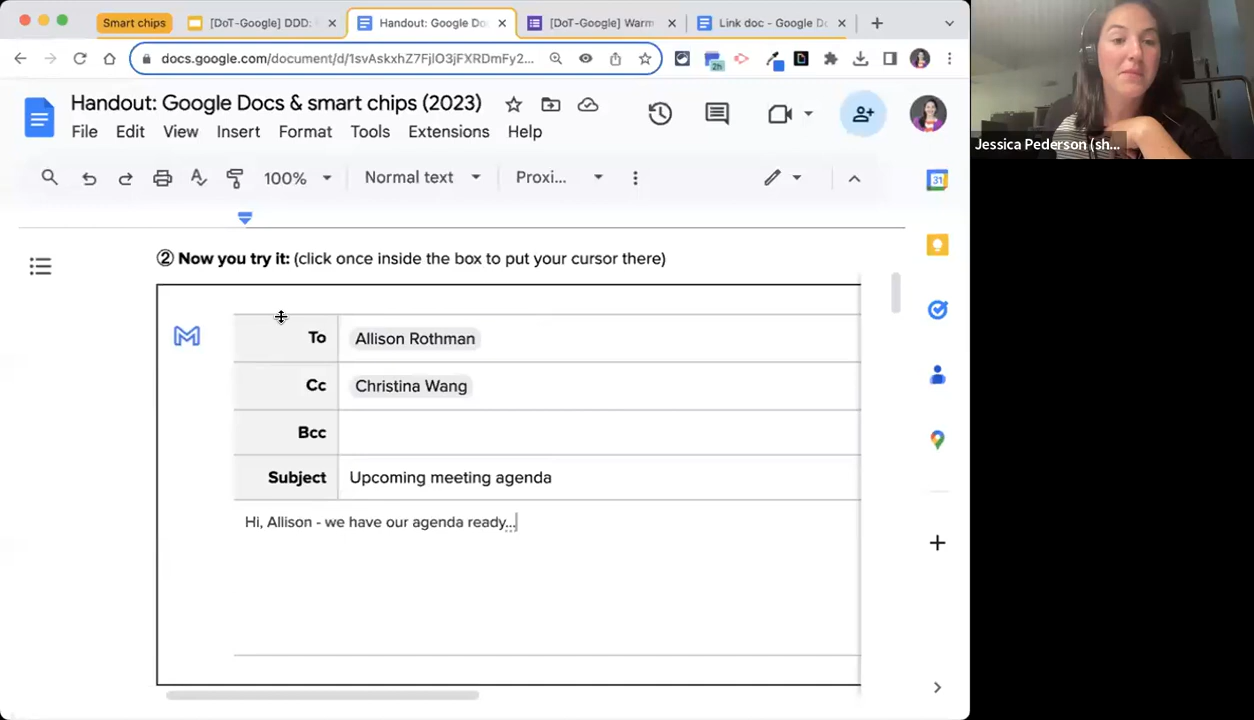 Smart chips
[DoT-Google] DDD:
Handout: Google Do
[DoT-Google] Warm
Link doc - Google Do
docs.google.com/document/d/1svAskxhZ7FjlO3jFXRDmFy2...
2h
Handout: Google Docs & smart chips (2023)
File Edit View Insert Format Tools Extensions Help
100% Normal text Proxi...
31
② Now you try it: (click once inside the box to put your cursor there)
To Allison Rothman
Cc Christina Wang
Bcc
Subject Upcoming meeting agenda
Hi, Allison - we have our agenda ready...
Jessica Pederson (sh...